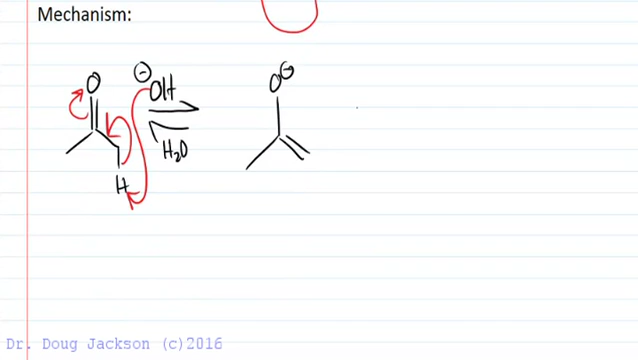 Mechanism:
O
⊖
OH
O⊖
H₂O
H
Dr. Doug Jackson (c)2016